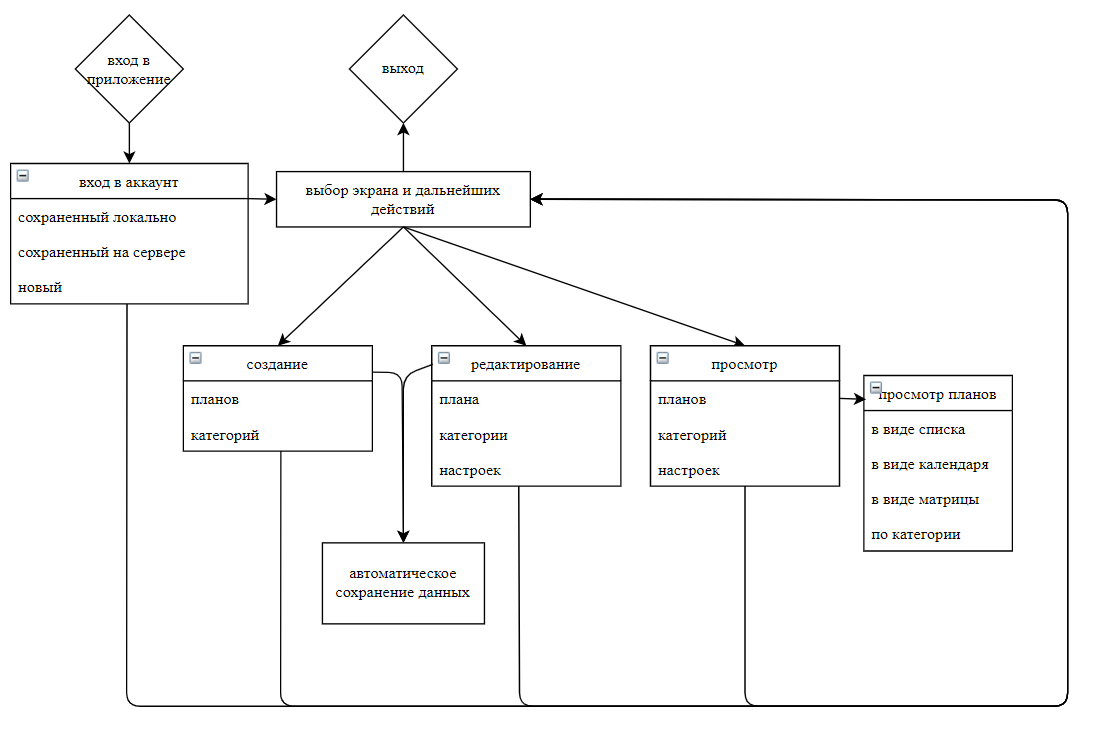 вход в
приложение
выход
вход в аккаунт
сохраненный локально
сохраненный на сервере
новый
выбор экрана и дальнейших
действий
создание
планов
категорий
редактирование
плана
категории
настроек
просмотр
планов
категорий
настроек
просмотр планов
в виде списка
в виде календаря
в виде матрицы
по категории
автоматическое
сохранение данных